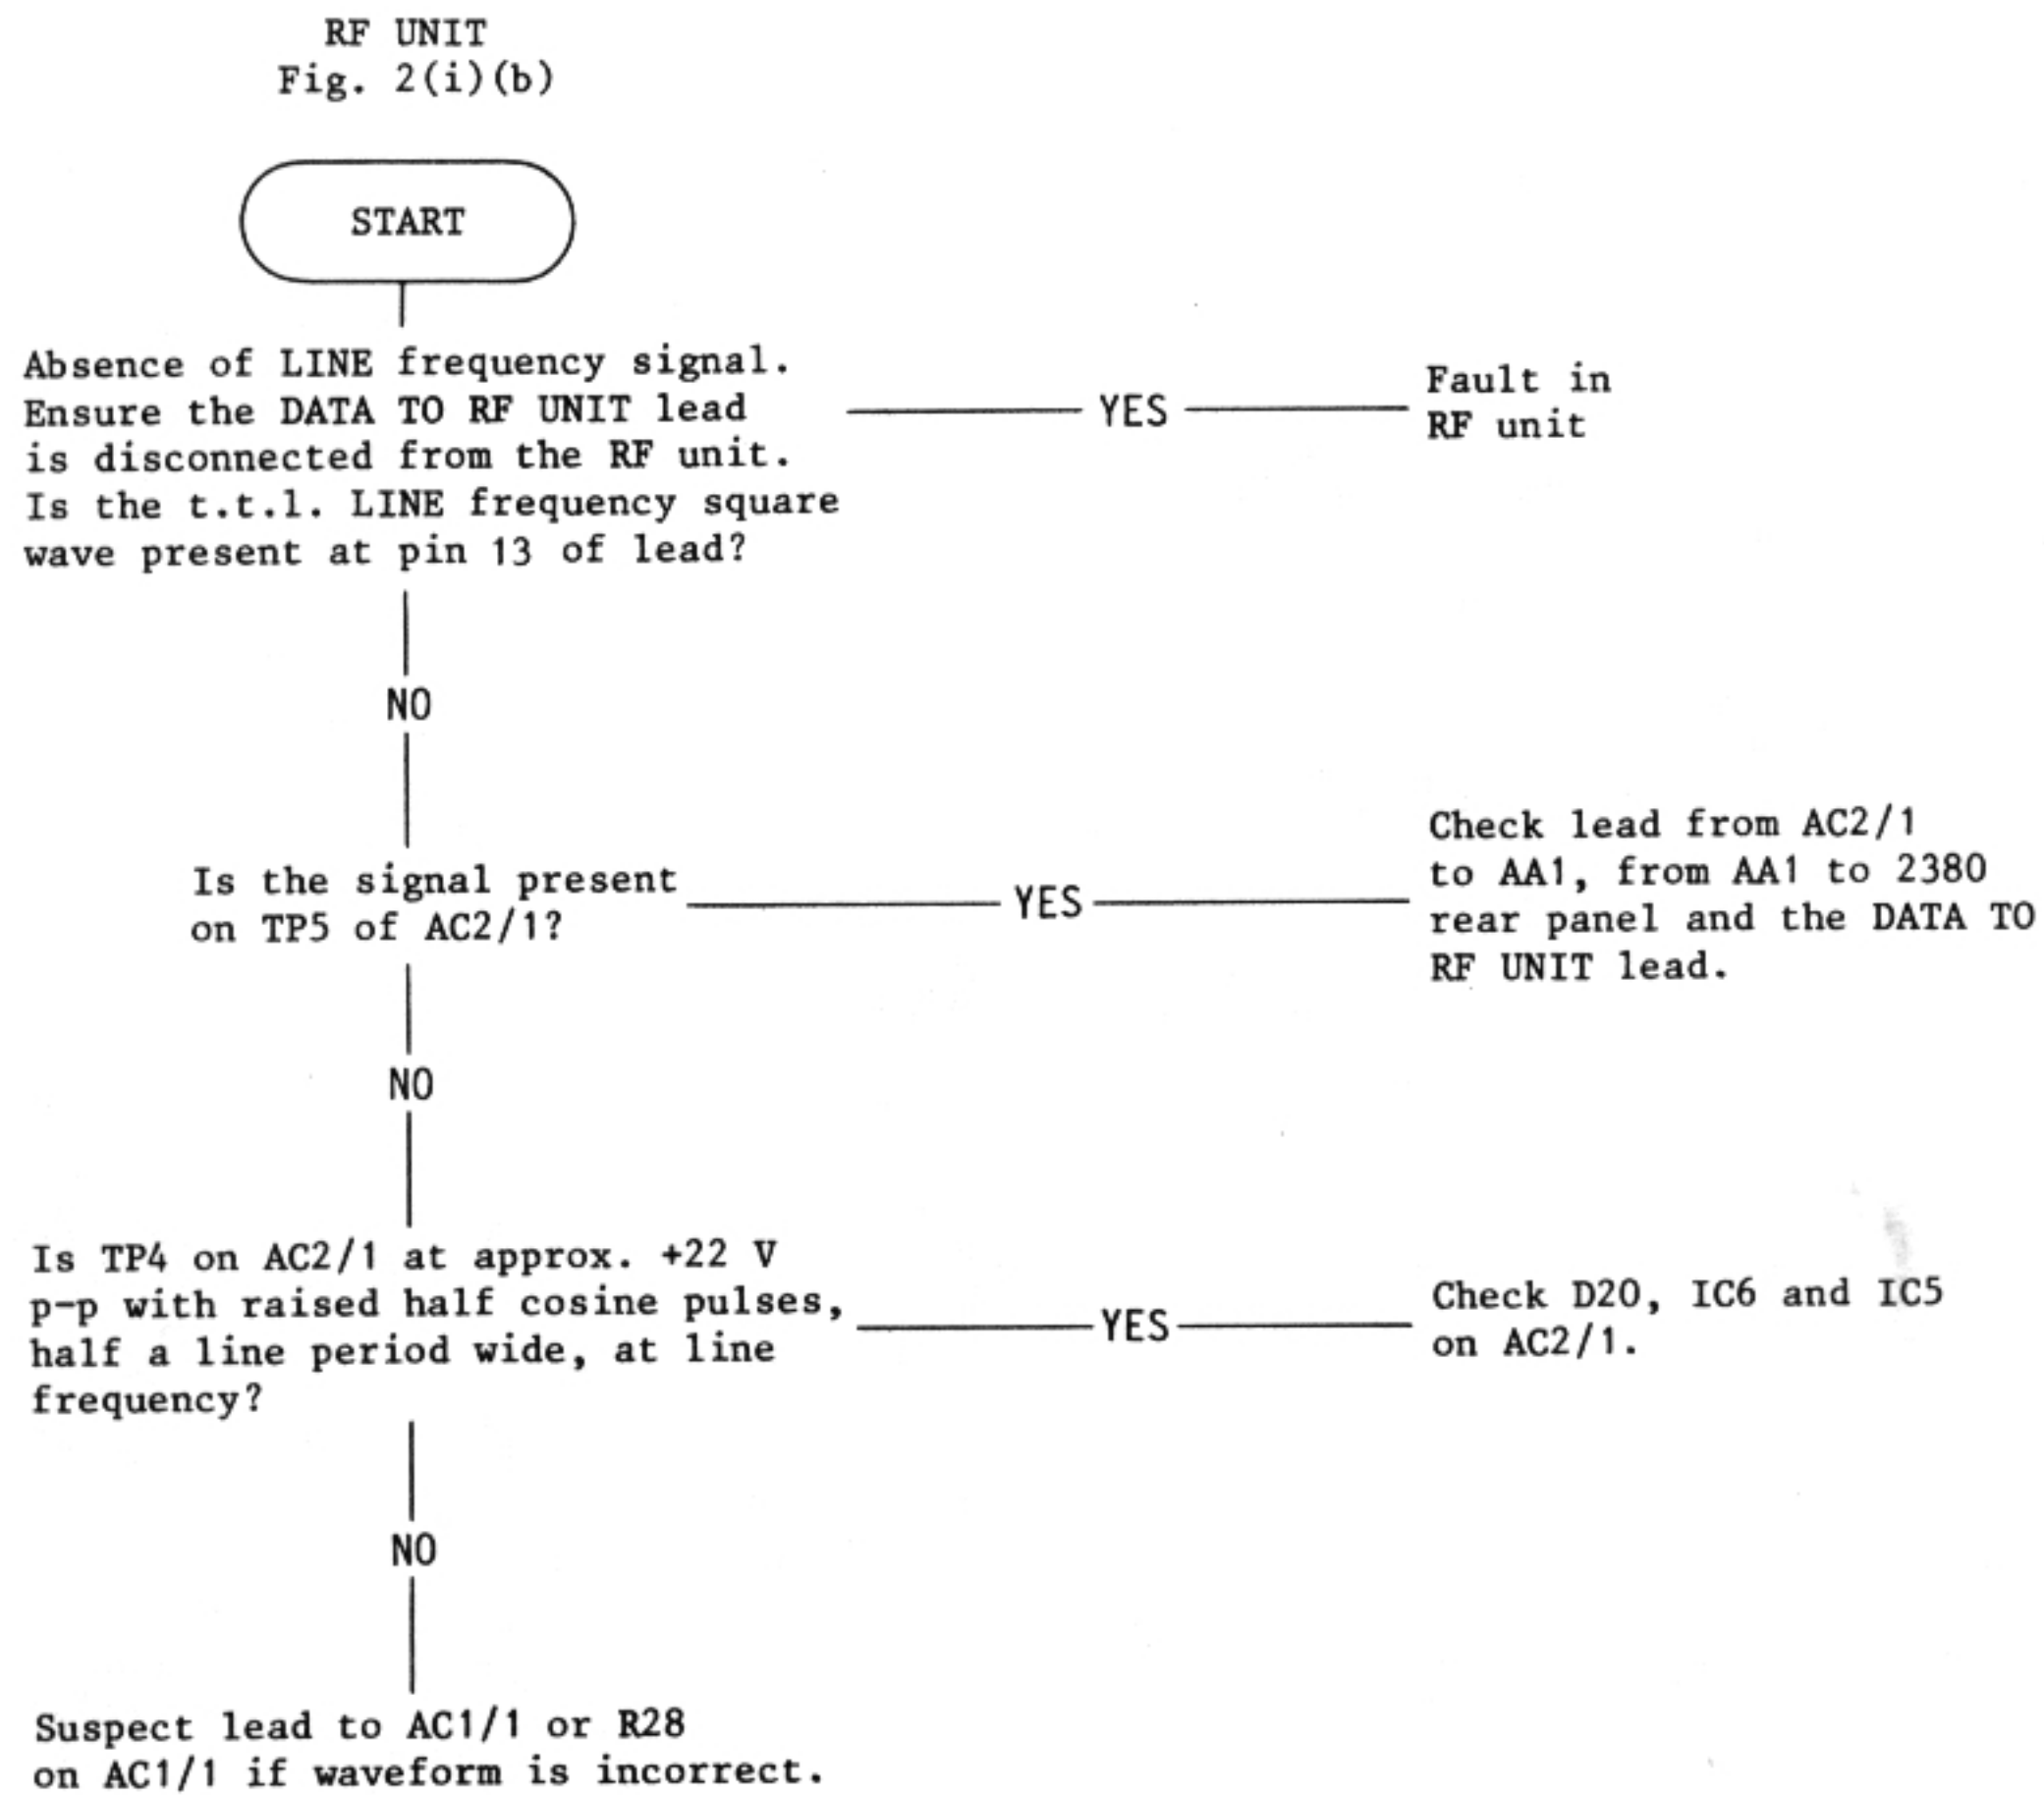 RF UNIT
Fig. 2(i)(b)
START
Absence of LINE frequency signal.
Ensure the DATA TO RF UNIT lead
is disconnected from the RF unit.
Is the t.t.l. LINE frequency square
wave present at pin 13 of lead?
YES
Fault in
RF unit
NO
Is the signal present
on TP5 of AC2/1?
YES
Check lead from AC2/1
to AA1, from AA1 to 2380
rear panel and the DATA TO
RF UNIT lead.
NO
Is TP4 on AC2/1 at approx. +22 V
p-p with raised half cosine pulses,
half a line period wide, at line
frequency?
YES
Check D20, IC6 and IC5
on AC2/1.
NO
Suspect lead to AC1/1 or R28
on AC1/1 if waveform is incorrect.